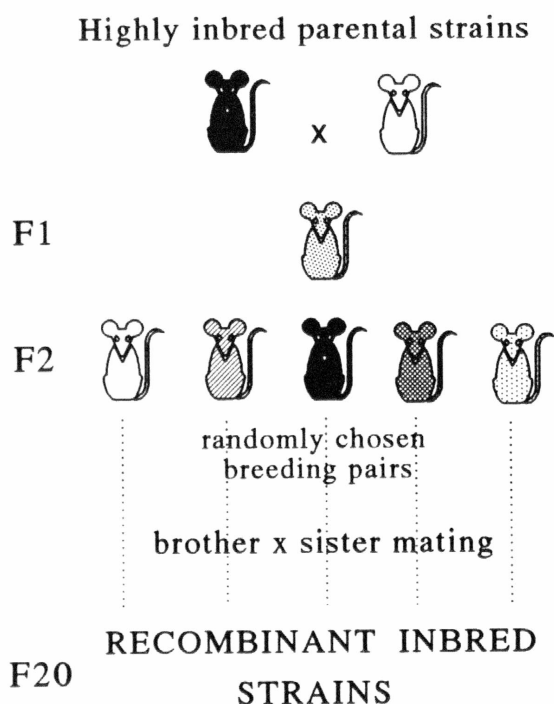 Highly inbred parental strains
x
F1
F2
randomly chosen
breeding pairs
brother x sister mating
F20
RECOMBINANT INBRED
STRAINS